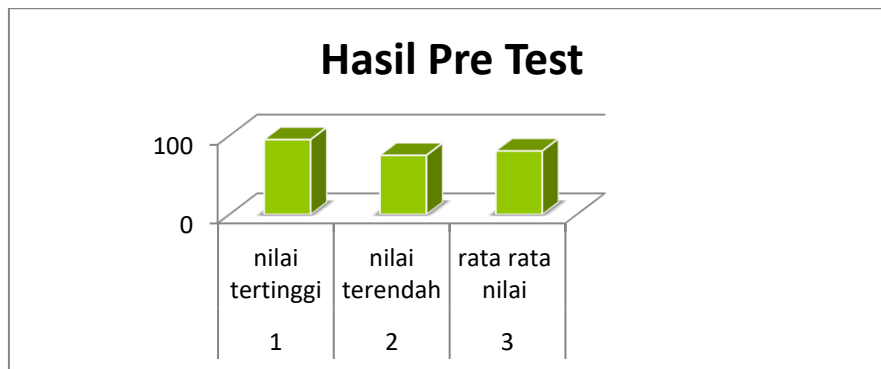 Hasil Pre Test
100
0
nilai tertinggi
nilai terendah
rata rata nilai
1 2 3